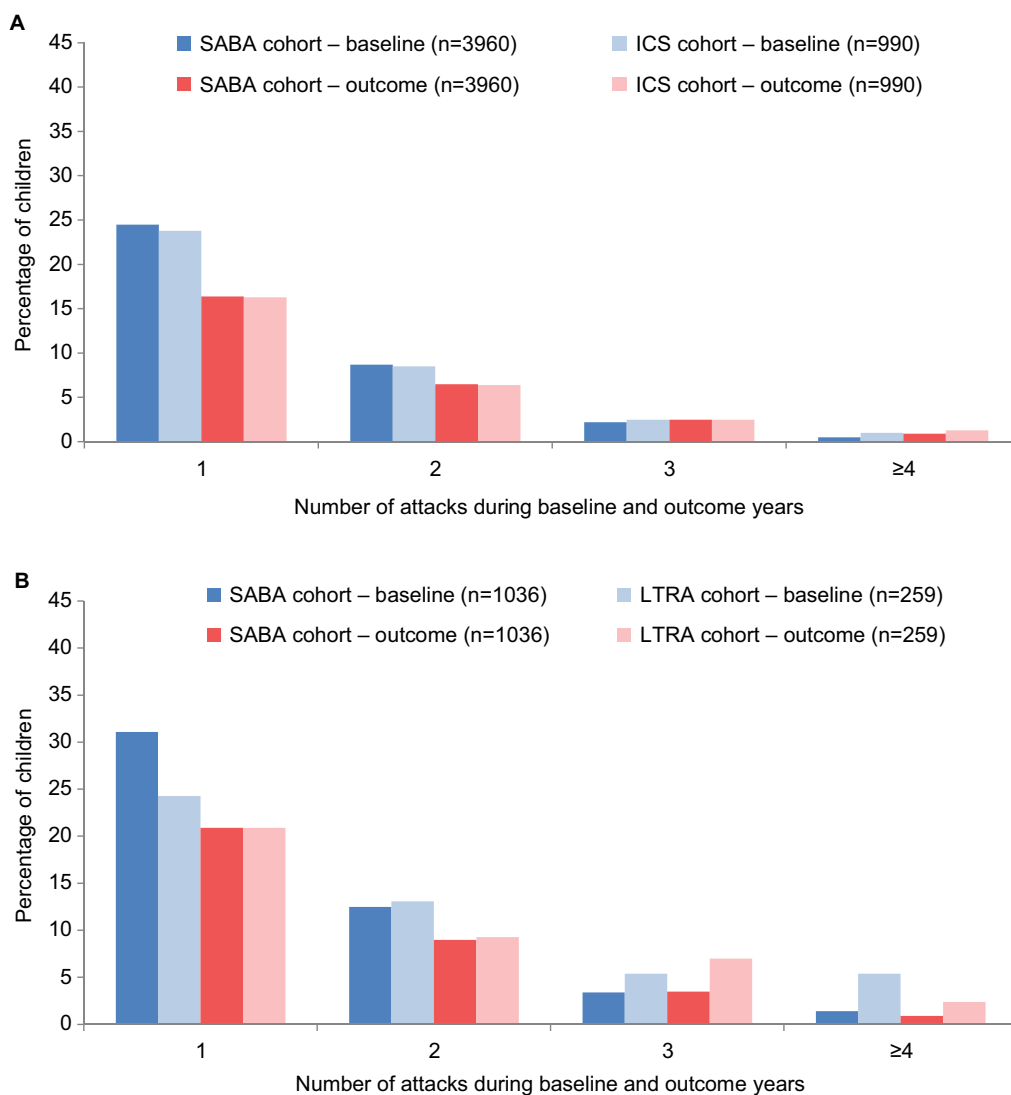 A
SABA cohort – baseline (n=3960)
ICS cohort – baseline (n=990)
SABA cohort – outcome (n=3960)
ICS cohort – outcome (n=990)
Percentage of children
45
40
35
30
25
20
15
10
5
0
1
2
3
≥4
Number of attacks during baseline and outcome years
B
SABA cohort – baseline (n=1036)
LTRA cohort – baseline (n=259)
SABA cohort – outcome (n=1036)
LTRA cohort – outcome (n=259)
Percentage of children
45
40
35
30
25
20
15
10
5
0
1
2
3
≥4
Number of attacks during baseline and outcome years